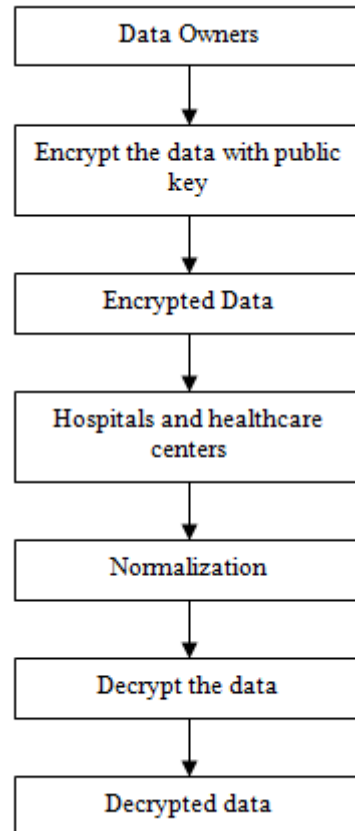 Data Owners
Encrypt the data with public
key
Encrypted Data
Hospitals and healthcare
centers
Normalization
Decrypt the data
Decrypted data